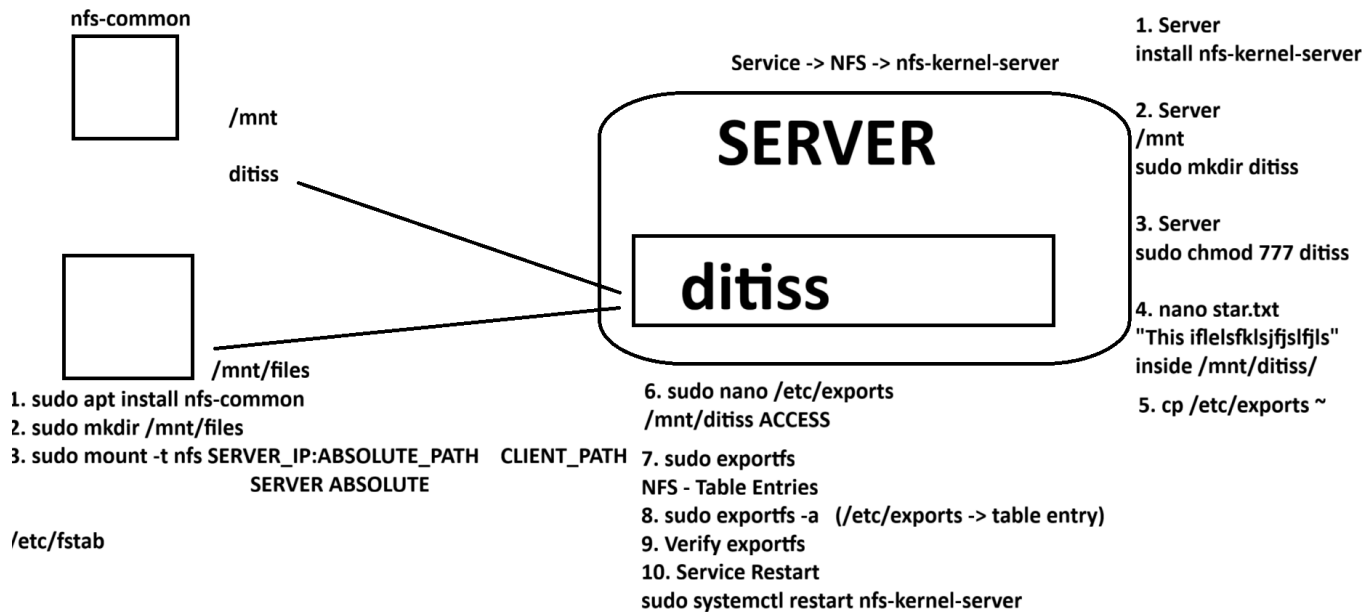 nfs-common
/mnt
ditiss
/mnt/files
1. sudo apt install nfs-common
2. sudo mkdir /mnt/files
3. sudo mount -t nfs SERVER_IP:ABSOLUTE_PATH CLIENT_PATH
SERVER ABSOLUTE
/etc/fstab
Service -> NFS -> nfs-kernel-server
SERVER
ditiss
1. Server
install nfs-kernel-server
2. Server
/mnt
sudo mkdir ditiss
3. Server
sudo chmod 777 ditiss
4. nano star.txt
"This iflelsfklsjfjslfjls"
inside /mnt/ditiss/
5. cp /etc/exports ~
6. sudo nano /etc/exports
/mnt/ditiss ACCESS
7. sudo exportfs
NFS - Table Entries
8. sudo exportfs -a (/etc/exports -> table entry)
9. Verify exportfs
10. Service Restart
sudo systemctl restart nfs-kernel-server